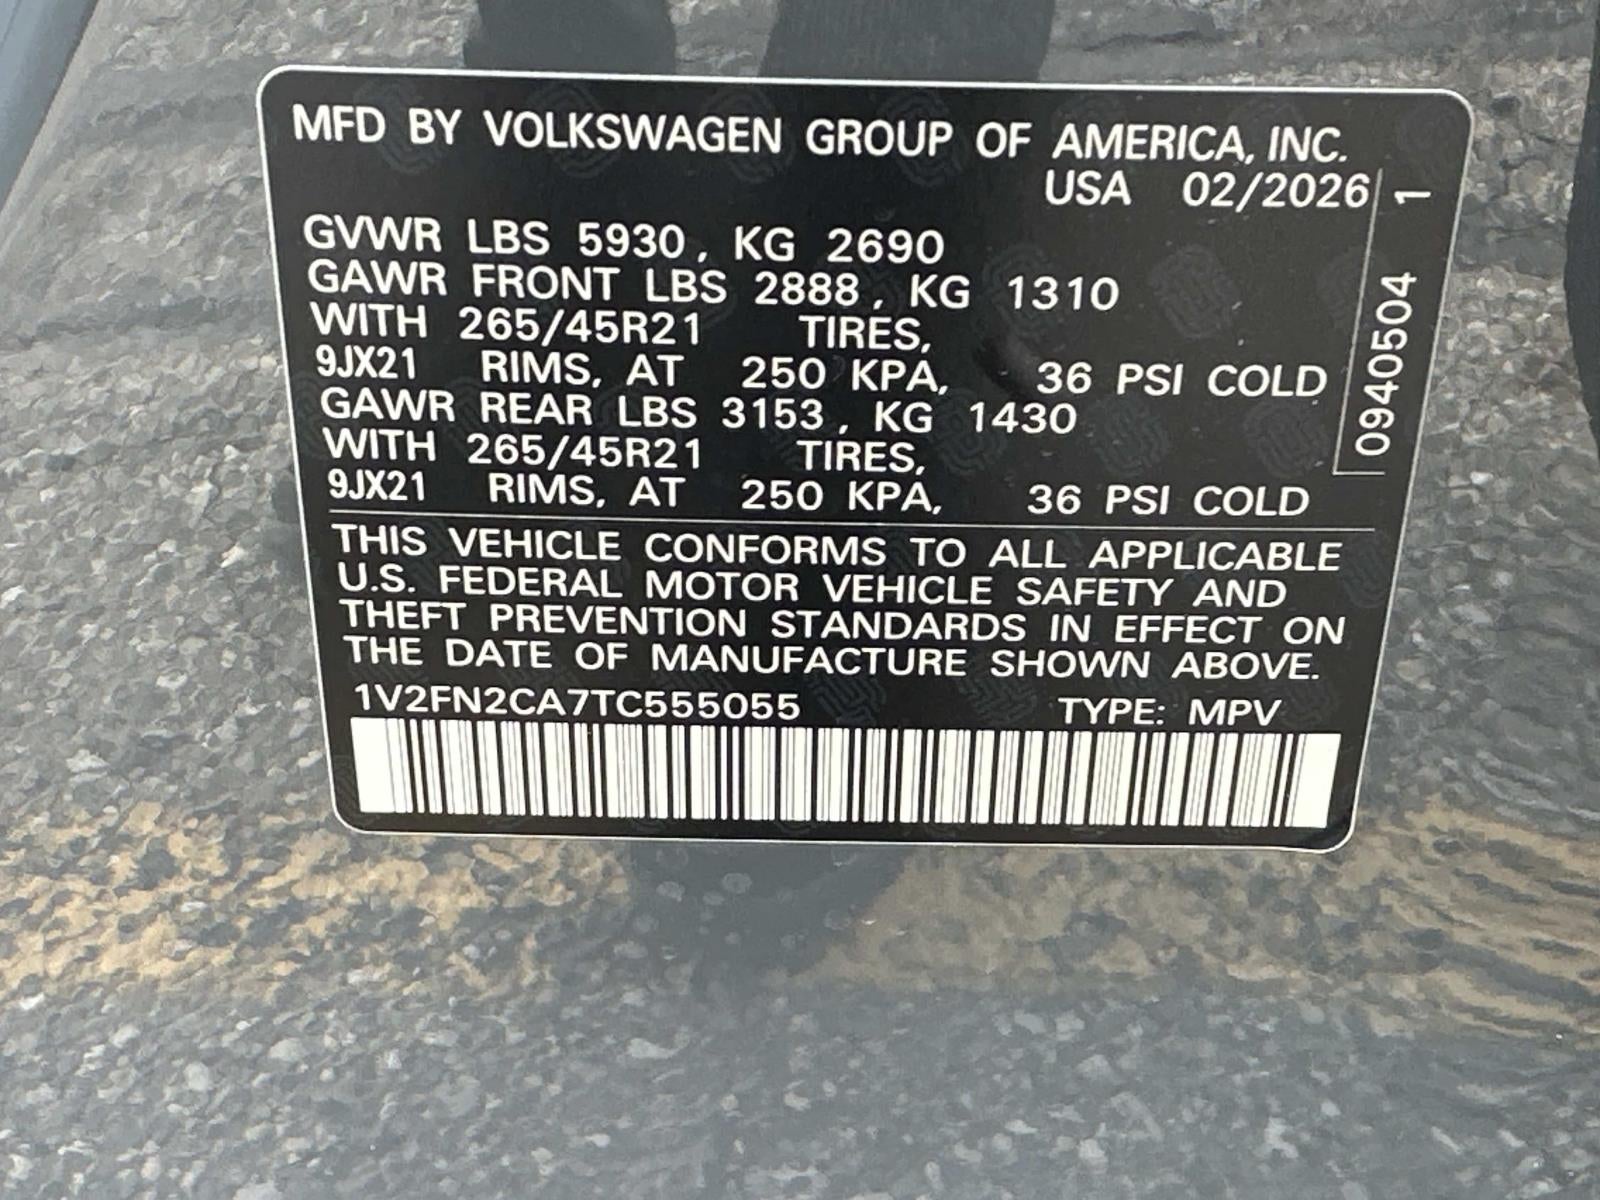 MFD BY VOLKSWAGEN GROUP OF AMERICA, INC.
USA 02/2026
GVWR LBS 5930, KG 2690
GAWR FRONT LBS 2888, KG 1310
WITH 265/45R21 TIRES,
9JX21 RIMS, AT 250 KPA, 36 PSI COLD
GAWR REAR LBS 3153, KG 1430
WITH 265/45R21 TIRES,
9JX21 RIMS, AT 250 KPA, 36 PSI COLD
0940504 1
THIS VEHICLE CONFORMS TO ALL APPLICABLE
U.S. FEDERAL MOTOR VEHICLE SAFETY AND
THEFT PREVENTION STANDARDS IN EFFECT ON
THE DATE OF MANUFACTURE SHOWN ABOVE.
1V2FN2CA7TC555055 TYPE: MPV